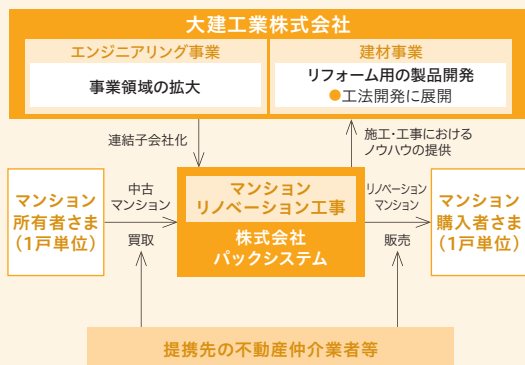 大建工業株式会社
エンジニアリング事業
事業領域の拡大
建材事業
リフォーム用の製品開発
●工法開発に展開
連結子会社化
施工・工事における
ノウハウの提供
マンション
所有者さま
(1戸単位)
中古
マンション
買取
マンション
リノベーション工事
株式会社
パックシステム
リノベーション
マンション
販売
マンション
購入者さま
(1戸単位)
提携先の不動産仲介業者等